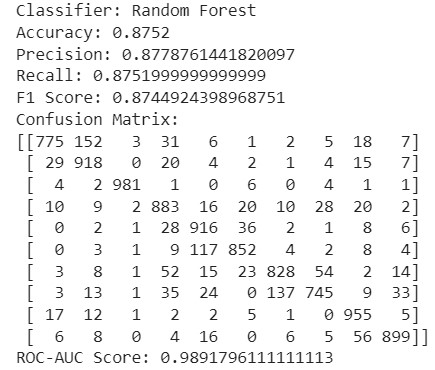 Classifier: Random Forest
Accuracy: 0.8752
Precision: 0.8778761441820097
Recall: 0.8751999999999999
F1 Score: 0.8744924398968751
Confusion Matrix:
[[775 152   3  31   6   1   2   5  18   7]
 [ 29 918   0  20   4   2   1   4  15   7]
 [  4   2 981   1   0   6   0   4   1   1]
 [ 10   9   2 883  16  20  10  28  20   2]
 [  0   2   1  28 916  36   2   1   8   6]
 [  0   3   1   9 117 852   4   2   8   4]
 [  3   8   1  52  15  23 828  54   2  14]
 [  3  13   1  35  24   0 137 745   9  33]
 [ 17  12   1   2   2   5   1   0 955   5]
 [  6   8   0   4  16   0   6   5  56 899]]
ROC-AUC Score: 0.9891796111111113